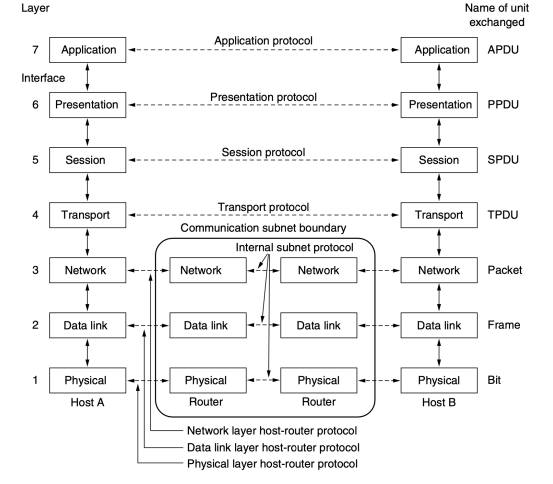 Layer
Name of unit
exchanged
Application protocol
7 Application Application APDU
Interface
Presentation protocol
6 Presentation Presentation PPDU
Session protocol
5 Session Session SPDU
Transport protocol
4 Transport Transport TPDU
Communication subnet boundary
Internal subnet protocol
3 Network Network Network Network Packet
2 Data link Data link Data link Data link Frame
1 Physical Physical Physical Physical Bit
Host A Router Router Host B
Network layer host-router protocol
Data link layer host-router protocol
Physical layer host-router protocol